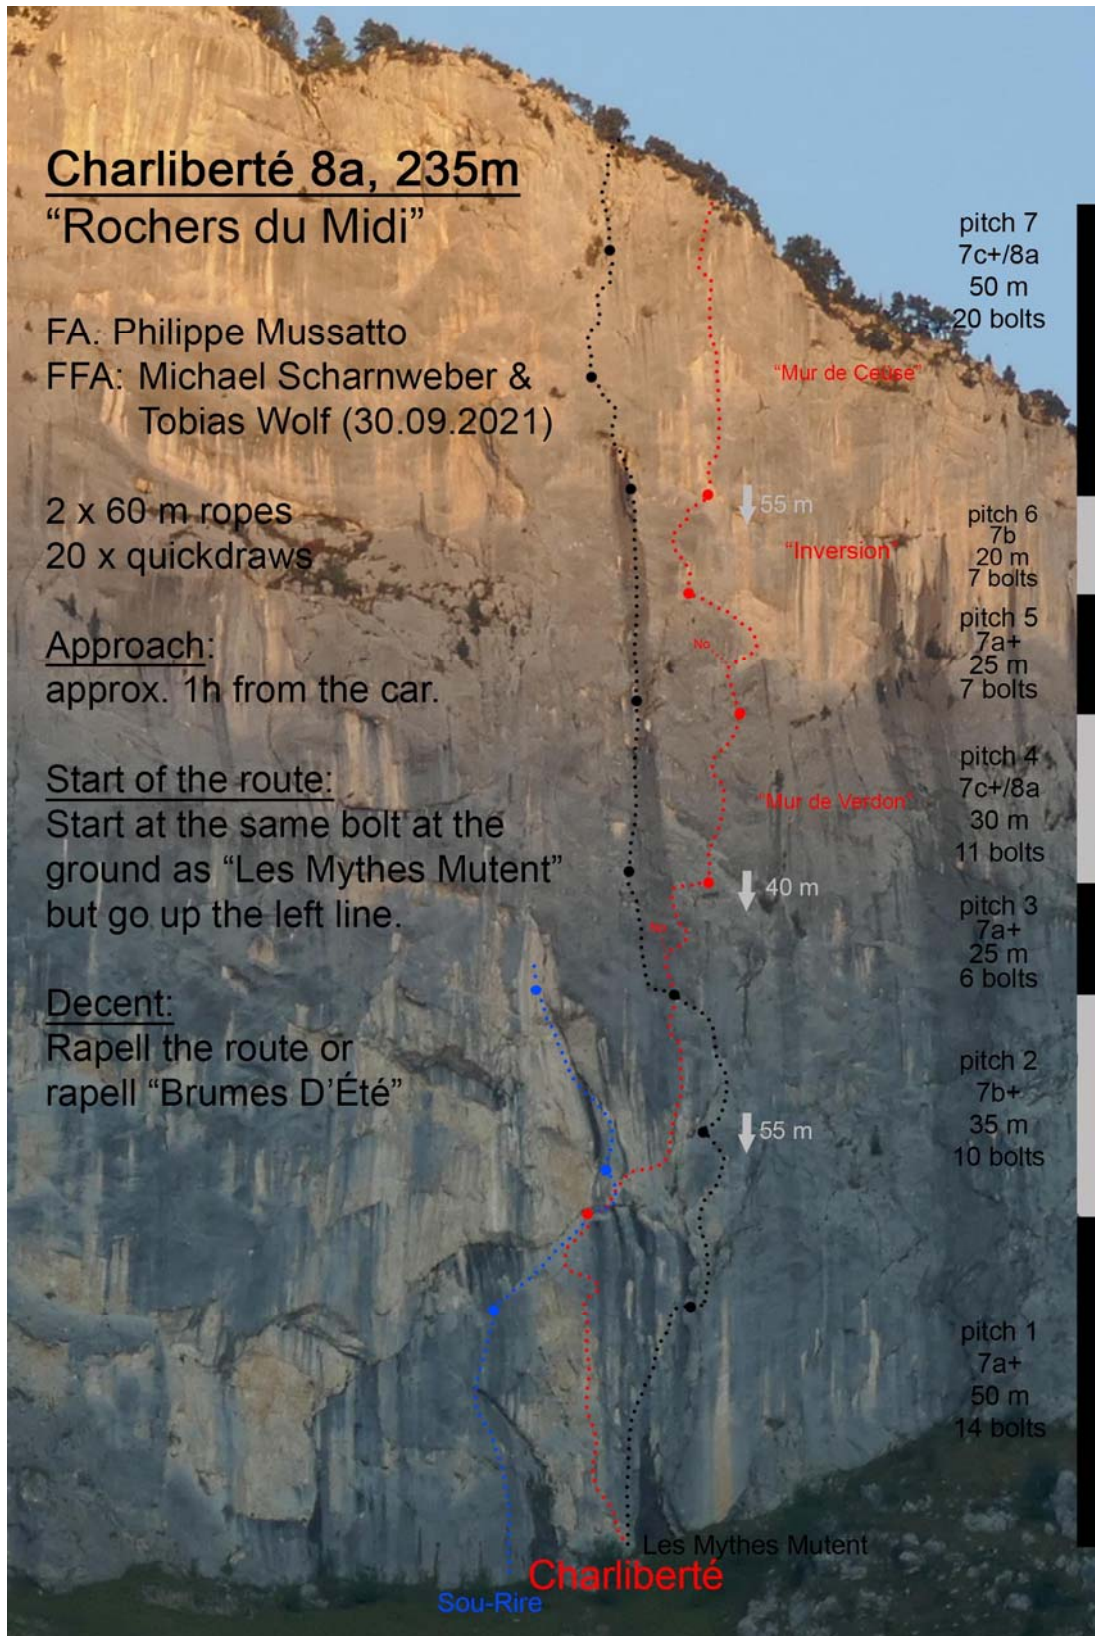 Charliberté 8a, 235m
“Rochers du Midi”
FA: Philippe Mussatto
FFA: Michael Scharnweber &
Tobias Wolf (30.09.2021)
2 x 60 m ropes
20 x quickdraws
Approach:
approx. 1h from the car.
Start of the route:
Start at the same bolt at the
ground as “Les Mythes Mutent”
but go up the left line.
Decent:
Rapell the route or
rapell “Brumes D’Été”
pitch 7
7c+/8a
50 m
20 bolts
“Mur de Ceüse”
55 m
pitch 6
7b
20 m
7 bolts
“Inversion”
pitch 5
7a+
25 m
7 bolts
No
pitch 4
7c+/8a
30 m
11 bolts
“Mur de Verdon”
40 m
pitch 3
7a+
25 m
6 bolts
No
pitch 2
7b+
35 m
10 bolts
55 m
pitch 1
7a+
50 m
14 bolts
Les Mythes Mutent
Charliberté
Sou-Rire